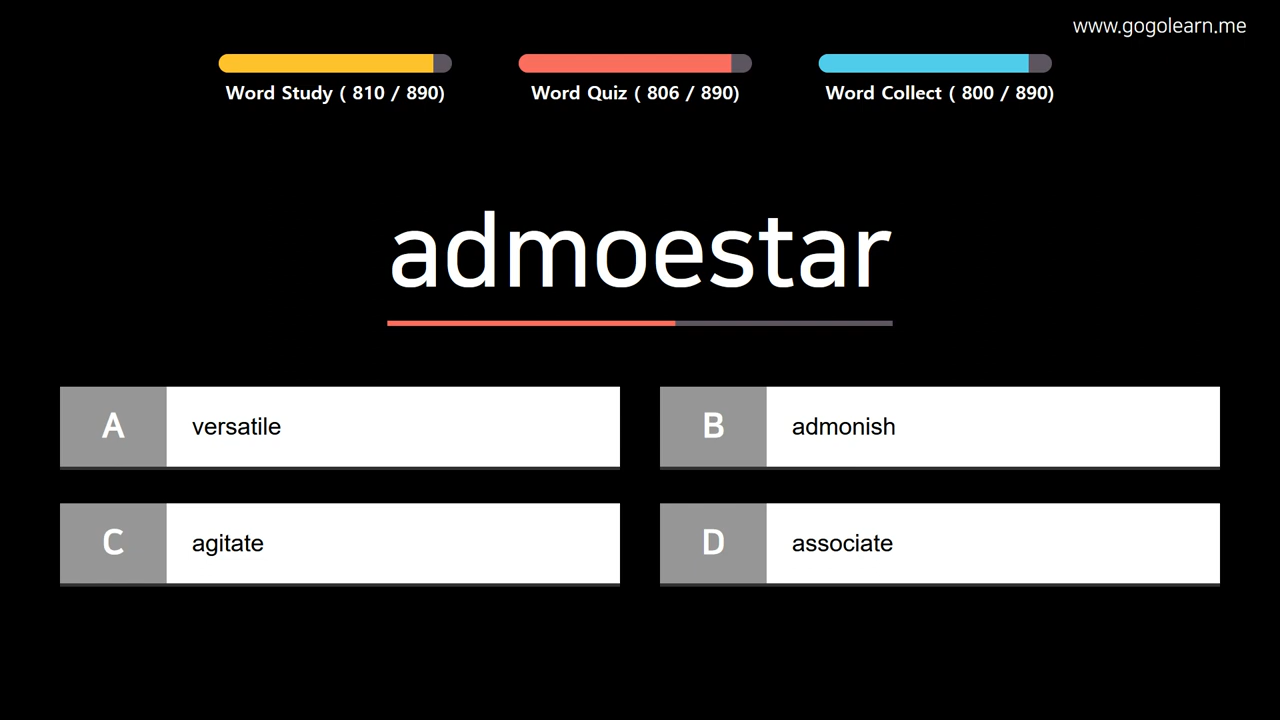 www.gogolearn.me
Word Study ( 810 / 890)
Word Quiz ( 806 / 890)
Word Collect ( 800 / 890)
admoestar
A
versatile
B
admonish
C
agitate
D
associate